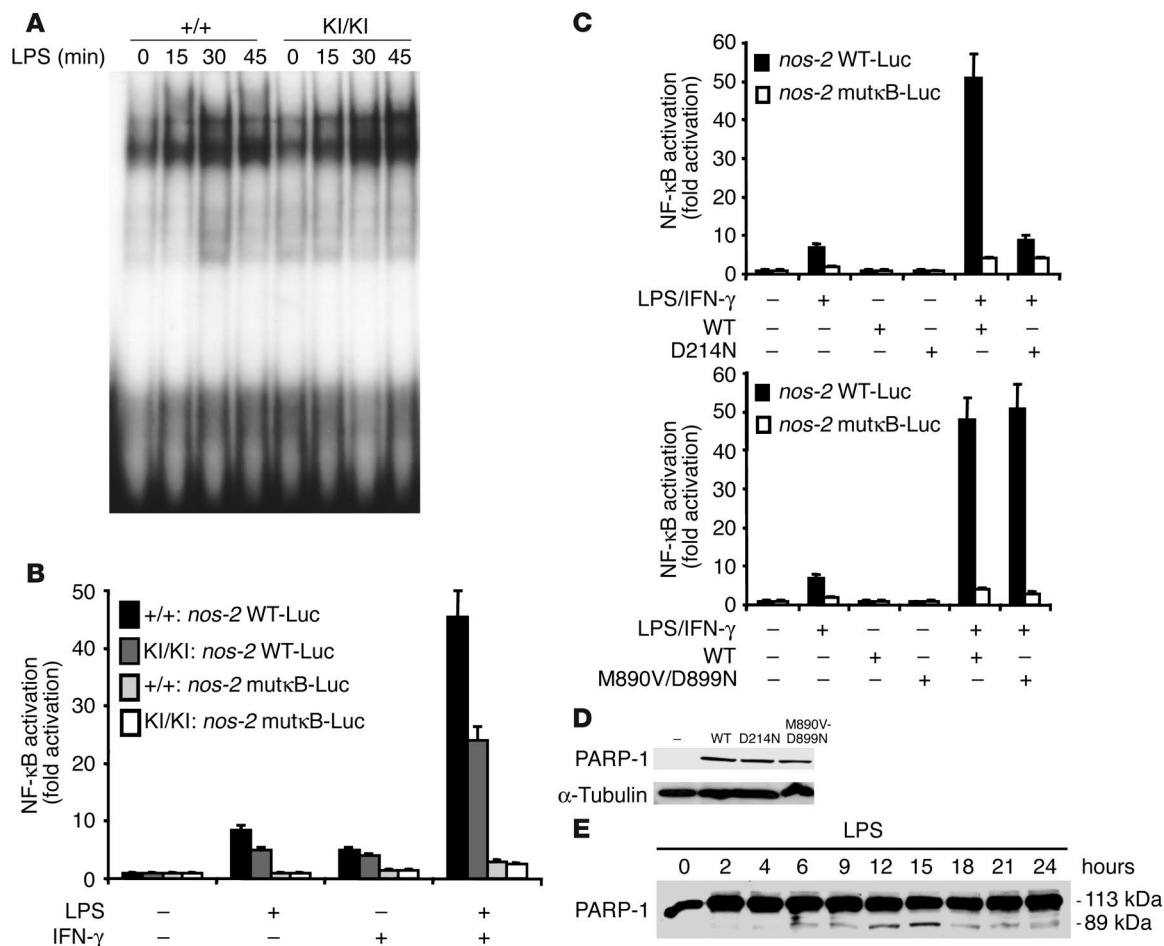 A
+/+ KI/KI
LPS (min) 0 15 30 45 0 15 30 45
B
NF-κB activation
(fold activation)
50
40
30
20
10
0
+/+: nos-2 WT-Luc
KI/KI: nos-2 WT-Luc
+/+: nos-2 mutκB-Luc
KI/KI: nos-2 mutκB-Luc
LPS – + – +
IFN-γ – – + +
C
NF-κB activation
(fold activation)
60
50
40
30
20
10
0
nos-2 WT-Luc
nos-2 mutκB-Luc
LPS/IFN-γ – + – – + +
WT – – + – + –
D214N – – – + – +
NF-κB activation
(fold activation)
60
50
40
30
20
10
0
nos-2 WT-Luc
nos-2 mutκB-Luc
LPS/IFN-γ – + – – + +
WT – – + – + –
M890V/D899N – – – + – +
D
– WT D214N M890V-
D899N
PARP-1
α-Tubulin
E
LPS
0 2 4 6 9 12 15 18 21 24 hours
PARP-1
- 113 kDa
- 89 kDa